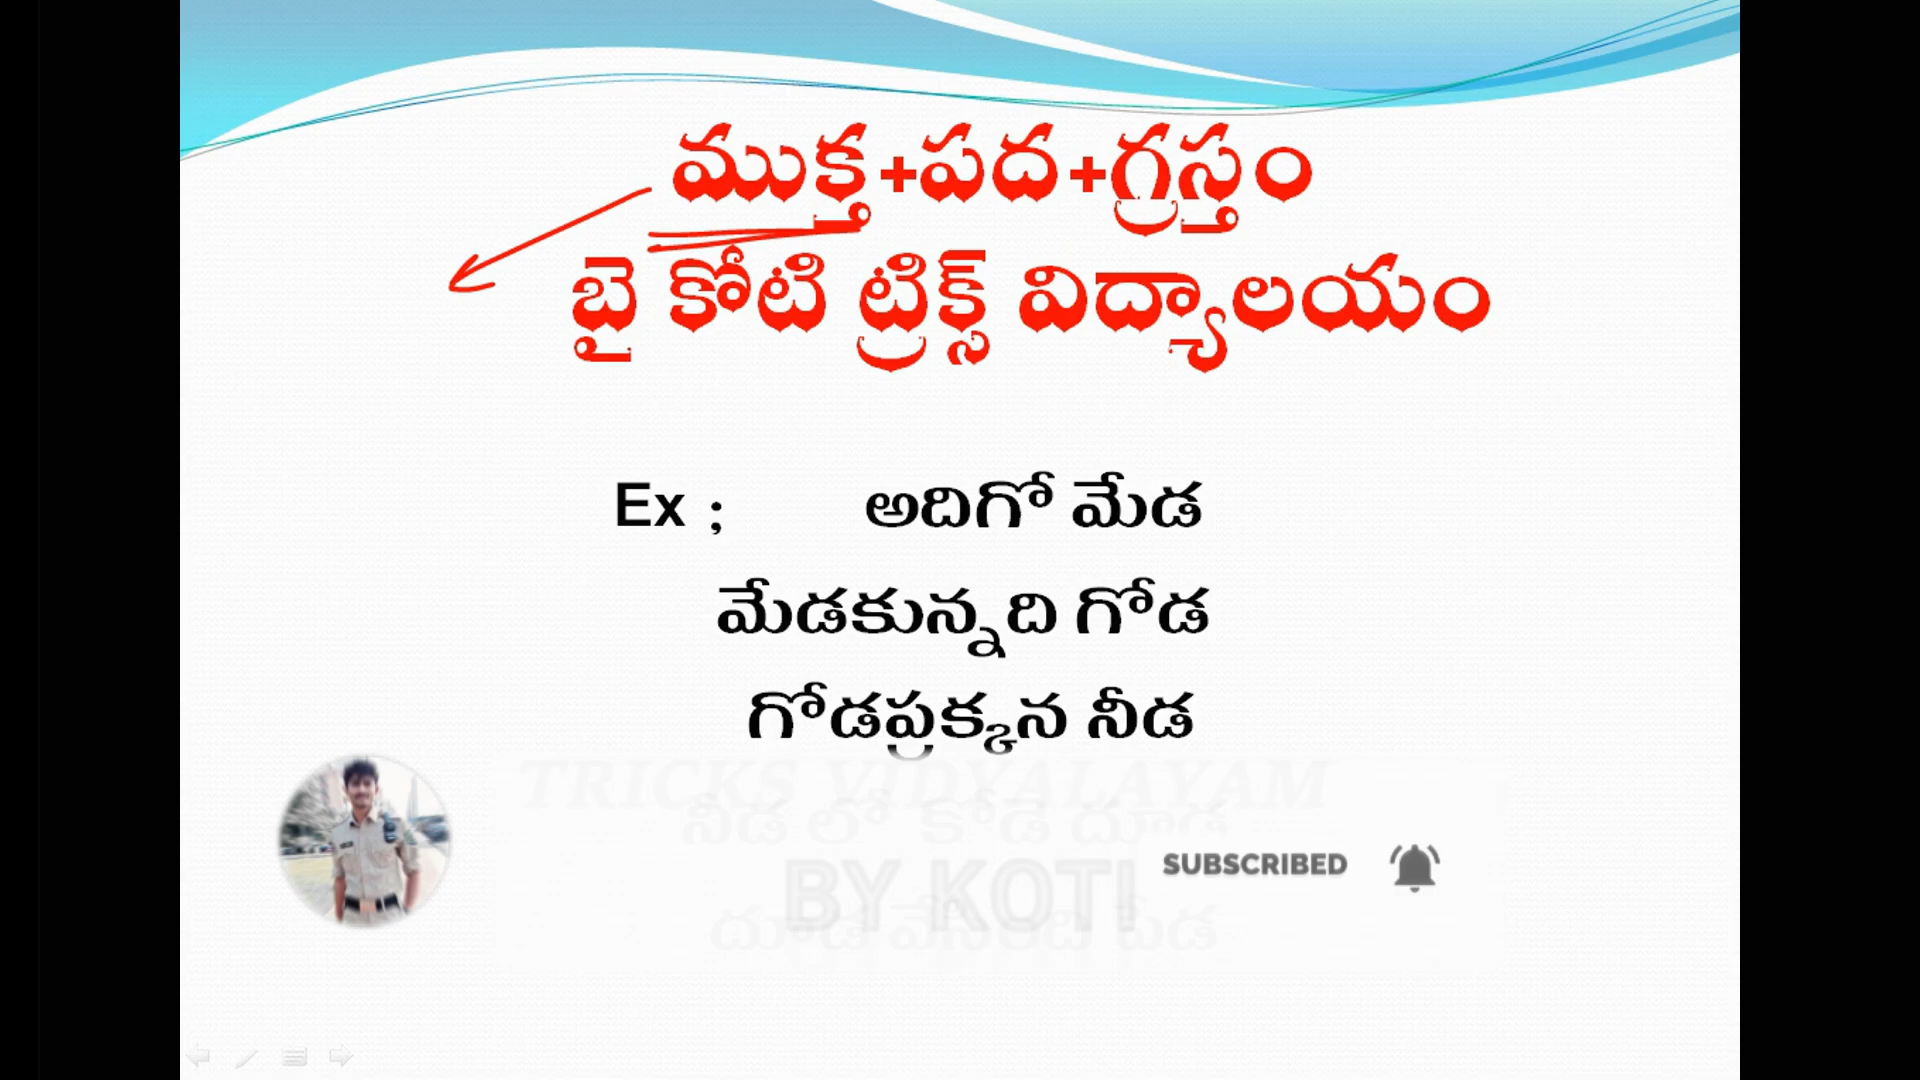 ముక్త+పద+గ్రస్తం
బై కోటి ట్రిక్స్ విద్యాలయం
Ex ; అదిగో మేడ
మేడకున్నది గోడ
గోడప్రక్కన నీడ
TRICKS VIDYALAYAM
నీడ లో కోడె దూడ
BY KOTI
SUBSCRIBED
దూడ